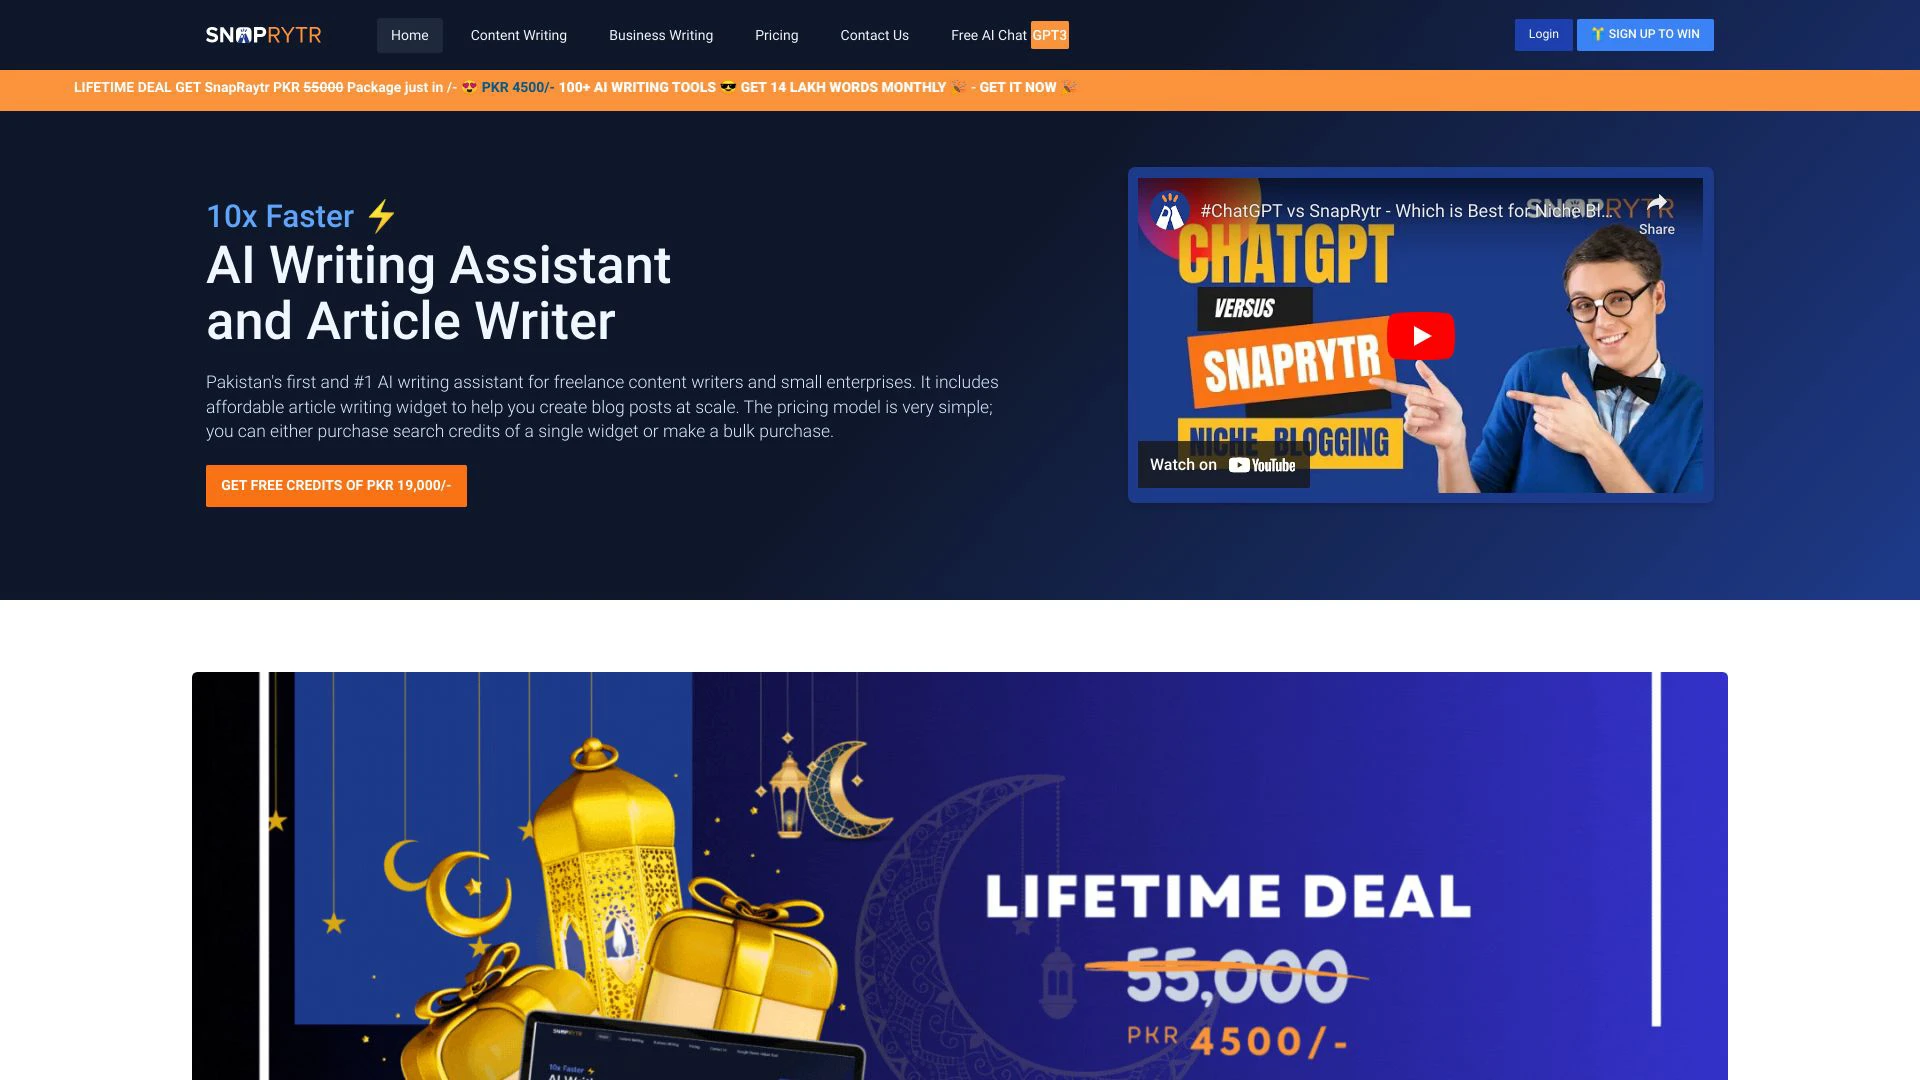 SNAPRYTR
Home
Content Writing
Business Writing
Pricing
Contact Us
Free AI Chat GPT3
Login
SIGN UP TO WIN
LIFETIME DEAL GET SnapRaytr PKR 55000 Package just in /- 😍 PKR 4500/- 100+ AI WRITING TOOLS 😎 GET 14 LAKH WORDS MONTHLY 🎉 - GET IT NOW 🎉
10x Faster ⚡
AI Writing Assistant
and Article Writer
Pakistan's first and #1 AI writing assistant for freelance content writers and small enterprises. It includes
affordable article writing widget to help you create blog posts at scale. The pricing model is very simple;
you can either purchase search credits of a single widget or make a bulk purchase.
GET FREE CREDITS OF PKR 19,000/-
#ChatGPT vs SnapRytr - Which is Best for Niche Bl...
SNAPRYTR
Share
CHATGPT
VERSUS
SNAPRYTR
NICHE BLOGGING
Watch on YouTube
LIFETIME DEAL
55,000
PKR 4500/-
SNAPRYTR
10x Faster ⚡